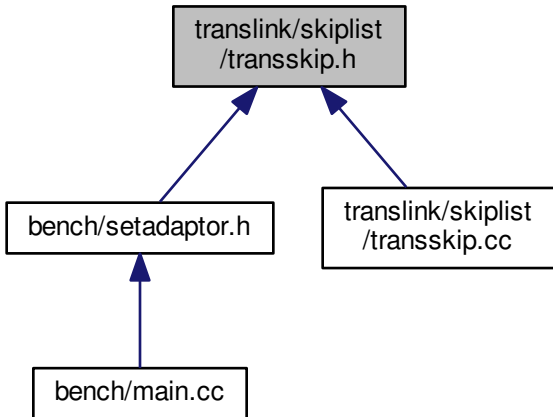 translink/skiplist
/transskip.h
bench/setadaptor.h
translink/skiplist
/transskip.cc
bench/main.cc